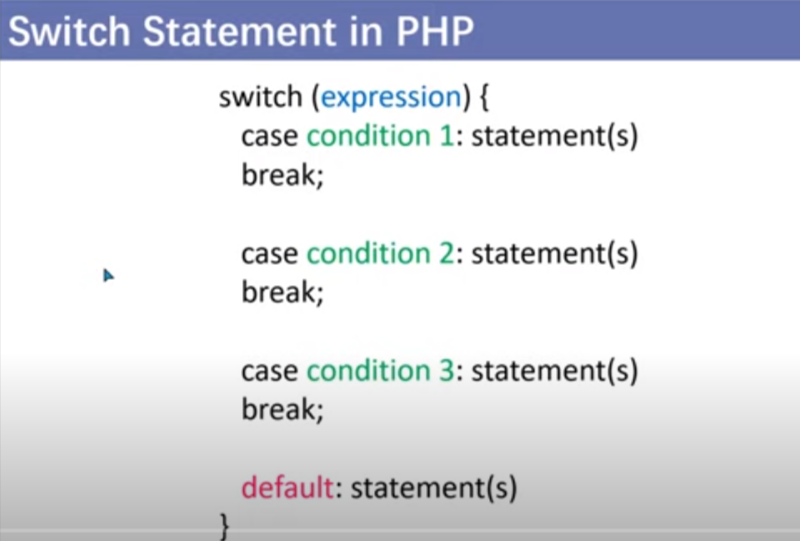 Switch Statement in PHP
switch (expression) {
case condition 1: statement(s)
break;
case condition 2: statement(s)
break;
case condition 3: statement(s)
break;
default: statement(s)
}